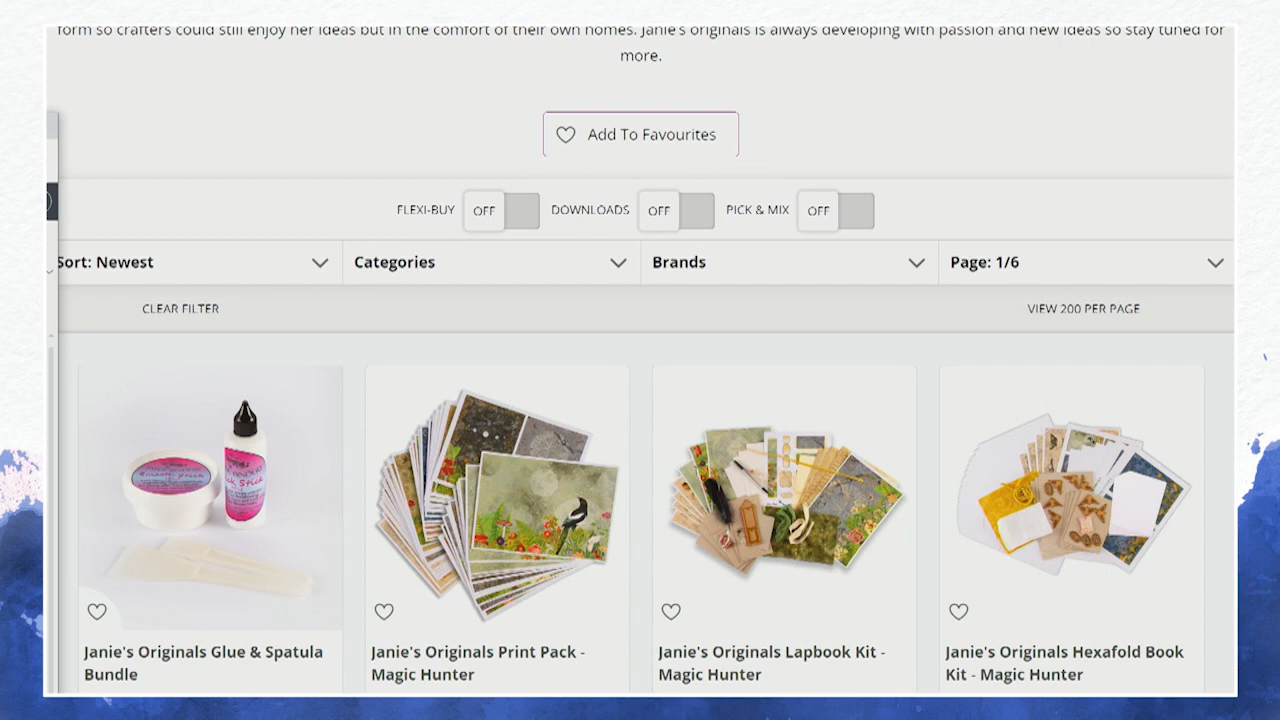 form so crafters could still enjoy her ideas but in the comfort of their own homes. Janie's originals is always developing with passion and new ideas so stay tuned for
more.
Add To Favourites
FLEXI-BUY OFF DOWNLOADS OFF PICK & MIX OFF
Sort: Newest Categories Brands Page: 1/6
CLEAR FILTER VIEW 200 PER PAGE
Janie's Originals Glue & Spatula
Bundle
Janie's Originals Print Pack -
Magic Hunter
Janie's Originals Lapbook Kit -
Magic Hunter
Janie's Originals Hexafold Book
Kit - Magic Hunter